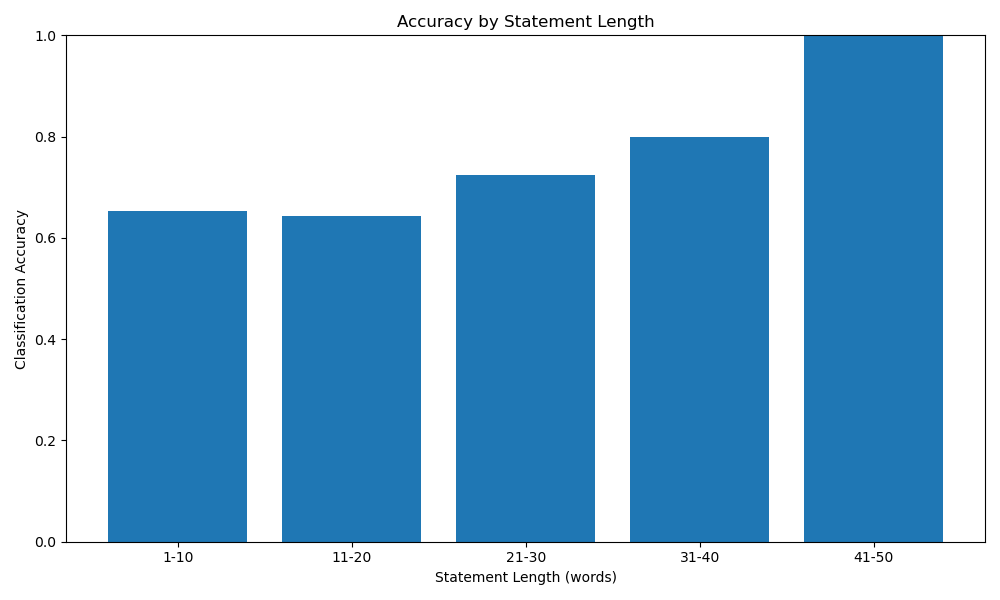 Accuracy by Statement Length
1.0
0.8
0.6
0.4
0.2
0.0
Classification Accuracy
1-10 11-20 21-30 31-40 41-50
Statement Length (words)